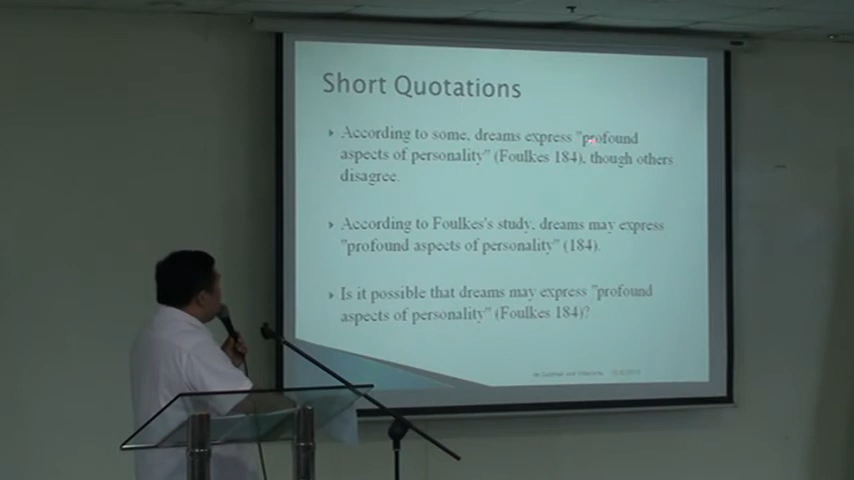 Short Quotations
According to some, dreams express "profound
aspects of personality" (Foulkes 184), though others
disagree.
According to Foulkes's study, dreams may express
"profound aspects of personality" (184).
Is it possible that dreams may express "profound
aspects of personality" (Foulkes 184)?